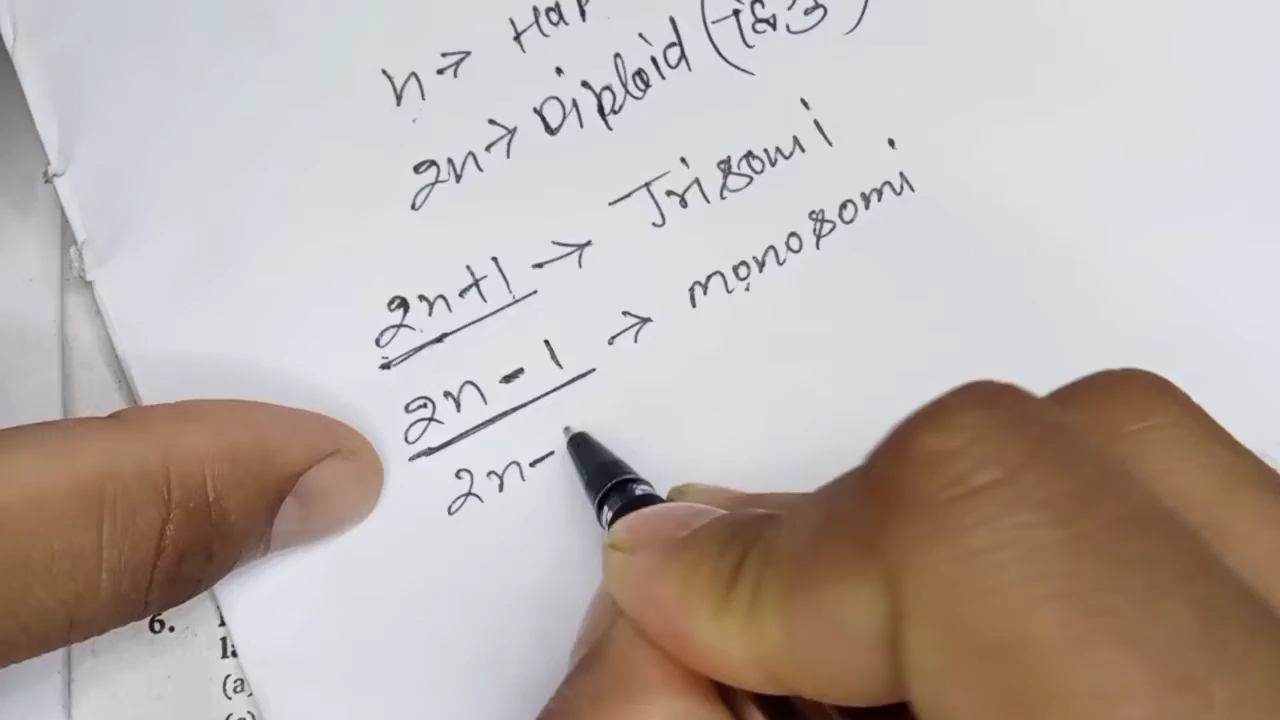 n → Hap
2n → Diploid (
2n+1 → Trisomi
2n - 1 → monosomi
2n -
6.
(a)